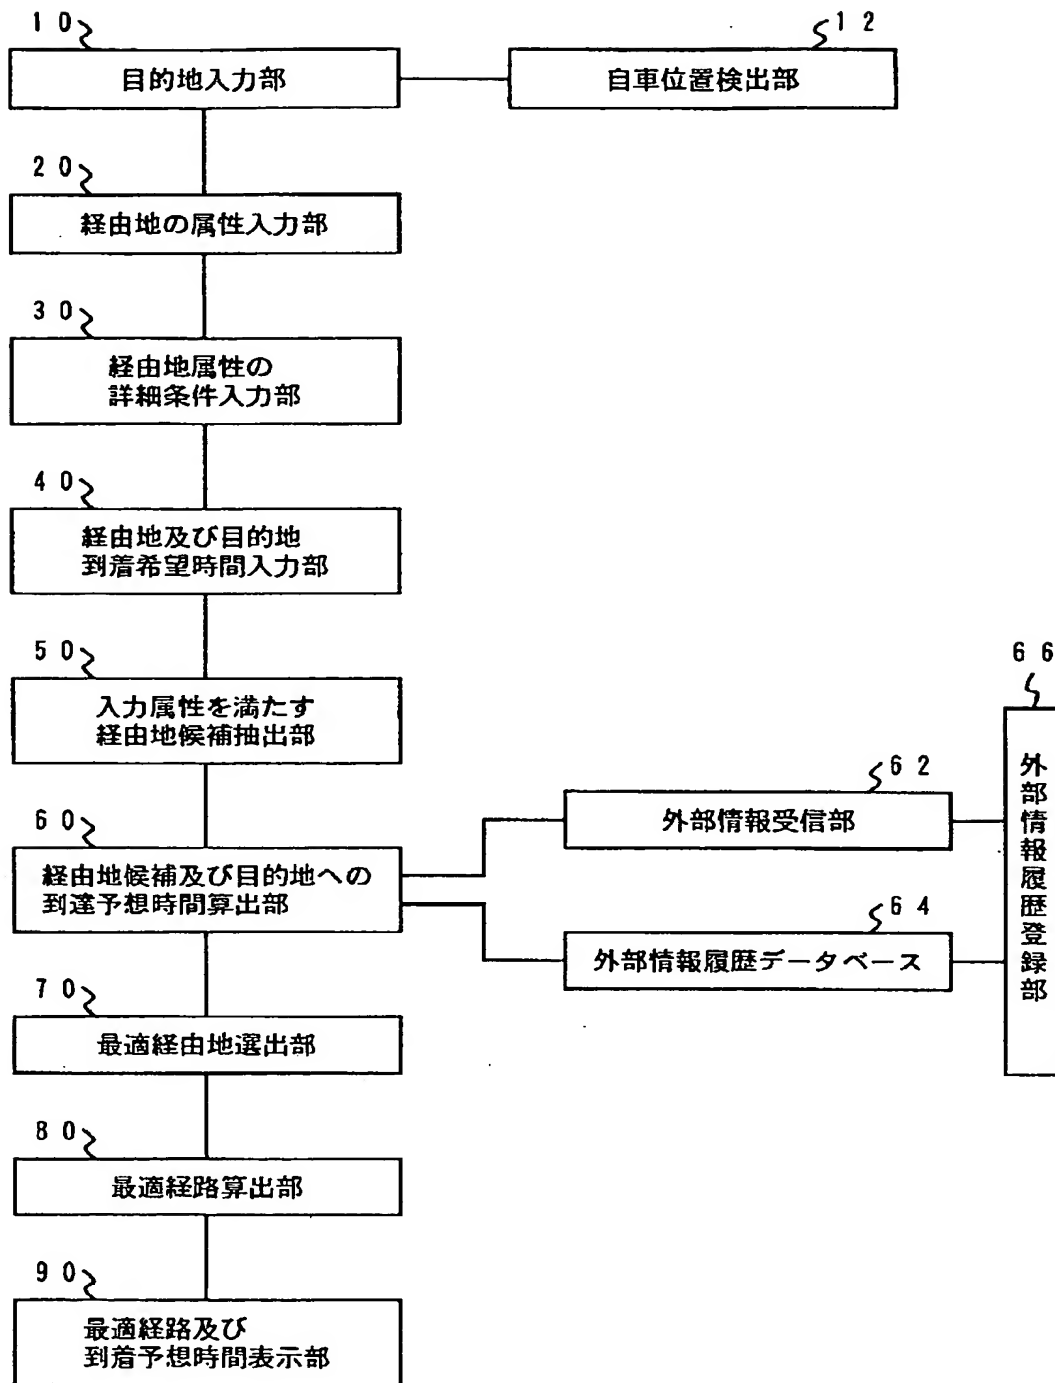 10
目的地入力部
12
自車位置検出部
20
経由地の属性入力部
30
経由地属性の
詳細条件入力部
40
経由地及び目的地
到着希望時間入力部
50
入力属性を満たす
経由地候補抽出部
60
経由地候補及び目的地への
到達予想時間算出部
62
外部情報受信部
64
外部情報履歴データベース
66
外部情報履歴登録部
70
最適経由地選出部
80
最適経路算出部
90
最適経路及び
到着予想時間表示部